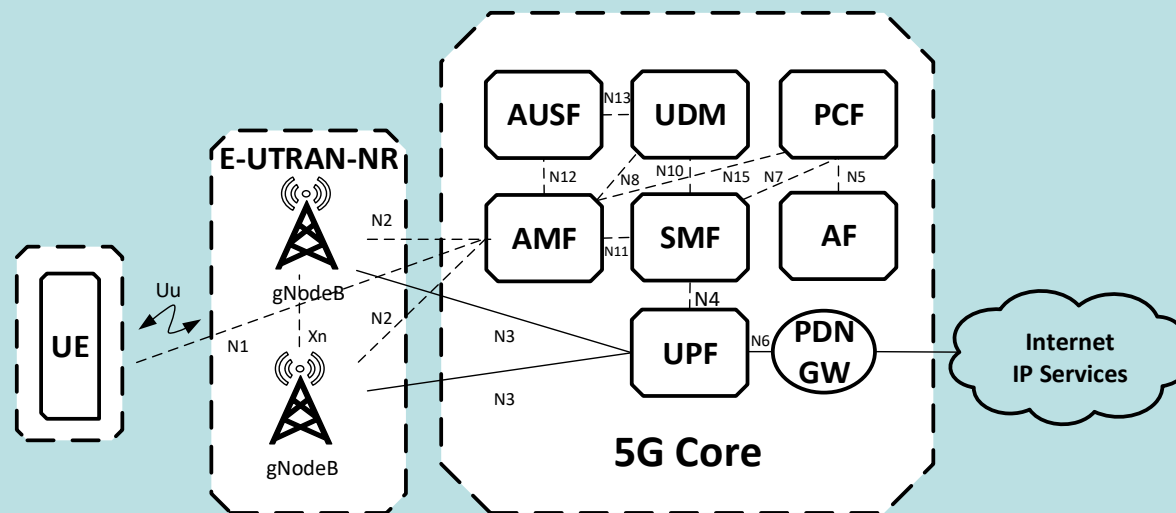 E-UTRAN-NR
gNodeB
Xn
gNodeB
UE
Uu
N1
N2
N2
N3
N3
AUSF
N13
UDM
PCF
N12
N8
N10
N15
N7
N5
AMF
N11
SMF
AF
N4
UPF
N6
PDN
GW
5G Core
Internet
IP Services